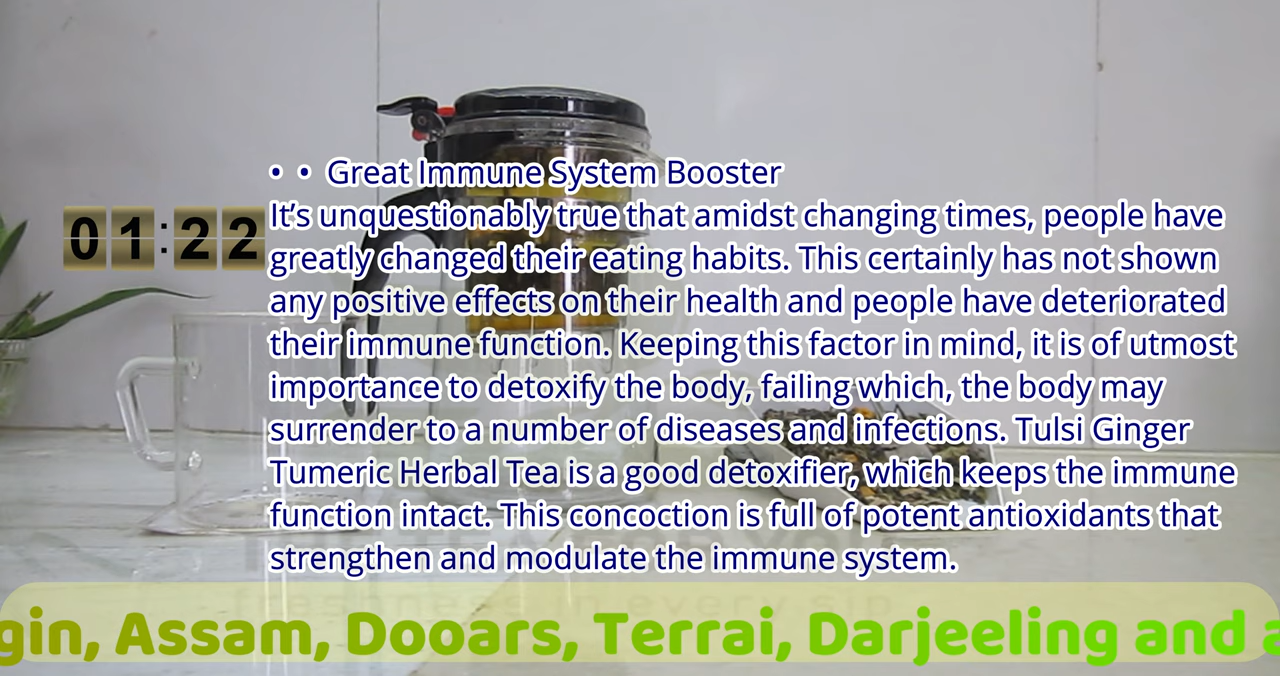 • • Great Immune System Booster
01:22
It’s unquestionably true that amidst changing times, people have
greatly changed their eating habits. This certainly has not shown
any positive effects on their health and people have deteriorated
their immune function. Keeping this factor in mind, it is of utmost
importance to detoxify the body, failing which, the body may
surrender to a number of diseases and infections. Tulsi Ginger
Tumeric Herbal Tea is a good detoxifier, which keeps the immune
function intact. This concoction is full of potent antioxidants that
strengthen and modulate the immune system.
freshness in every sip
gin, Assam, Dooars, Terrai, Darjeeling and a